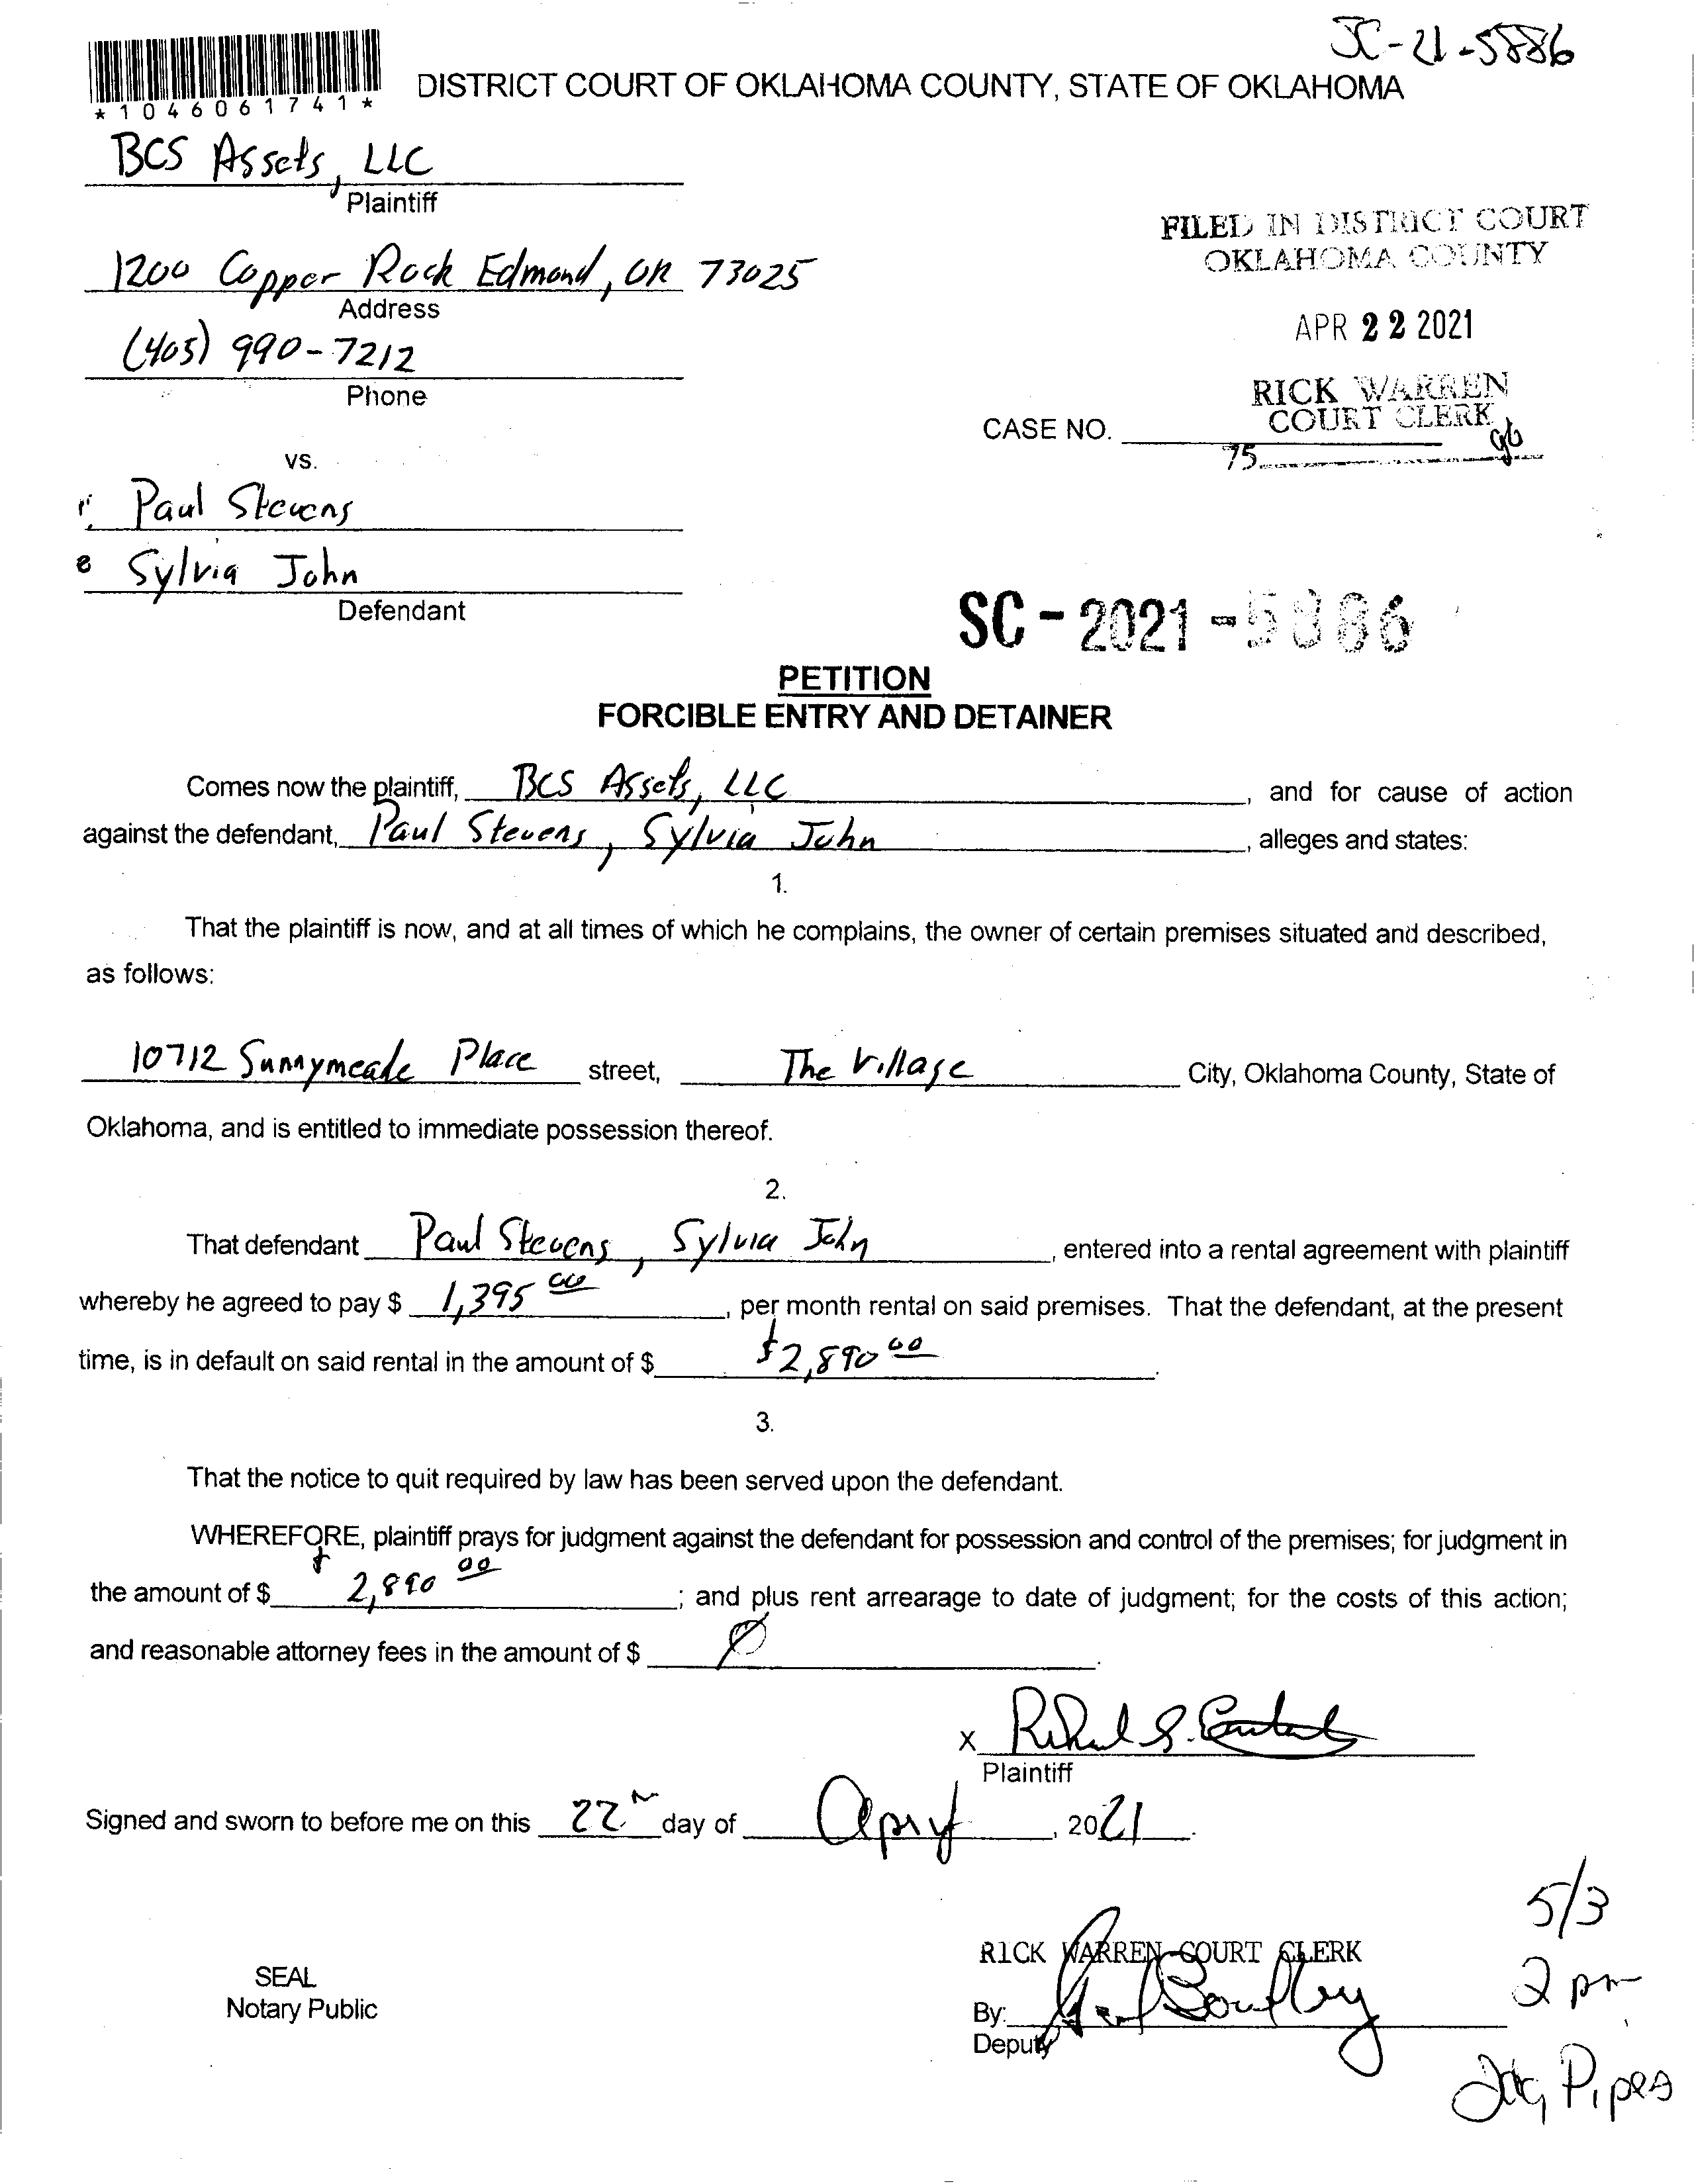 SC-21-5886
*1046061741*
DISTRICT COURT OF OKLAHOMA COUNTY, STATE OF OKLAHOMA
BCS Assets, LLC
Plaintiff
1200 Copper Rock Edmond, OK 73025
Address
(405) 990-7212
Phone
FILED IN DISTRICT COURT
OKLAHOMA COUNTY
APR 22 2021
RICK WARREN
COURT CLERK
CASE NO.
75
vs.
Paul Stevens
Sylvia John
Defendant
SC-2021-5886
PETITION
FORCIBLE ENTRY AND DETAINER
Comes now the plaintiff, BCS Assets, LLC, and for cause of action
against the defendant, Paul Stevens, Sylvia John, alleges and states:
1.
That the plaintiff is now, and at all times of which he complains, the owner of certain premises situated and described,
as follows:
10712 Sunnymeade Place street, The Village City, Oklahoma County, State of
Oklahoma, and is entitled to immediate possession thereof.
2.
That defendant Paul Stevens, Sylvia John, entered into a rental agreement with plaintiff
whereby he agreed to pay $ 1,395 00, per month rental on said premises. That the defendant, at the present
time, is in default on said rental in the amount of $ $2,890 00.
3.
That the notice to quit required by law has been served upon the defendant.
WHEREFORE, plaintiff prays for judgment against the defendant for possession and control of the premises; for judgment in
the amount of $ 2,890 00; and plus rent arrearage to date of judgment; for the costs of this action;
and reasonable attorney fees in the amount of $ Ø.
X
Plaintiff
Signed and sworn to before me on this 22 day of April, 2021.
5/3
2 pm
RICK WARREN COURT CLERK
SEAL
Notary Public
By:
Deputy
Pipes